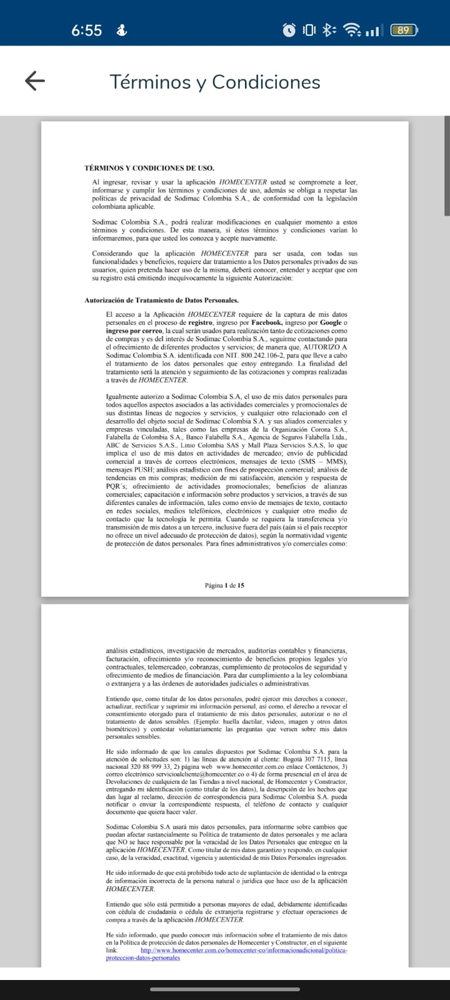 6:55
89
Términos y Condiciones
TÉRMINOS Y CONDICIONES DE USO.
Al ingresar, revisar y usar la aplicación HOMECENTER usted se compromete a leer,
informarse y cumplir los términos y condiciones de uso, además se obliga a respetar las
políticas de privacidad de Sodimac Colombia S.A., de conformidad con la legislación
colombiana aplicable.
Sodimac Colombia S.A., podrá realizar modificaciones en cualquier momento a estos
términos y condiciones. De esta manera, sí éstos términos y condiciones varían lo
informaremos, para que usted los conozca y acepte nuevamente.
Considerando que la aplicación HOMECENTER para ser usada, con todas sus
funcionalidades y beneficios, requiere dar tratamiento a los Datos personales privados de sus
usuarios, quien pretenda hacer uso de la misma, deberá conocer, entender y aceptar que con
su registro está emitiendo inequívocamente la siguiente Autorización:
Autorización de Tratamiento de Datos Personales.
El acceso a la Aplicación HOMECENTER requiere de la captura de mis datos
personales en el proceso de registro, ingreso por Facebook, ingreso por Google o
ingreso por correo, la cual serán usados para realización tanto de cotizaciones como
de compras y es del interés de Sodimac Colombia S.A., seguirme contactando para
el ofrecimiento de diferentes productos y servicios; de manera que, AUTORIZO A
Sodimac Colombia S.A. identificada con NIT. 800.242.106-2, para que lleve a cabo
el tratamiento de los datos personales que estoy entregando. La finalidad del
tratamiento será la atención y seguimiento de las cotizaciones y compras realizadas
a través de HOMECENTER.
Igualmente autorizo a Sodimac Colombia S.A, el uso de mis datos personales para
todos aquellos aspectos asociados a las actividades comerciales y promocionales de
sus distintas líneas de negocios y servicios, y cualquier otro relacionado con el
desarrollo del objeto social de Sodimac Colombia S.A. y sus aliados comerciales y
empresas vinculadas, tales como las empresas de la Organización Corona S.A.,
Falabella de Colombia S.A., Banco Falabella S.A., Agencia de Seguros Falabella Ltda.,
ABC de Servicios S.A.S., Linio Colombia SAS y Mall Plaza Servicios S.A.S, lo que
implica el uso de mis datos en actividades de mercadeo; envío de publicidad
comercial a través de correos electrónicos, mensajes de texto (SMS – MMS),
mensajes PUSH; análisis estadístico con fines de prospección comercial; análisis de
tendencias en mis compras; medición de mi satisfacción, atención y respuesta de
PQR´s; ofrecimiento de actividades promocionales; beneficios de alianzas
comerciales; capacitación e información sobre productos y servicios, a través de sus
diferentes canales de información, tales como envío de mensajes de texto, contacto
en redes sociales, medios telefónicos, electrónicos y cualquier otro medio de
contacto que la tecnología le permita. Cuando se requiera la transferencia y/o
transmisión de mis datos a un tercero, inclusive fuera del país (aún si el país receptor
no ofrece un nivel adecuado de protección de datos), según la normatividad vigente
de protección de datos personales. Para fines administrativos y/o comerciales como:
Página 1 de 15
análisis estadísticos, investigación de mercados, auditorías contables y financieras,
facturación, ofrecimiento y/o reconocimiento de beneficios propios legales y/o
contractuales, telemercadeo, cobranzas, cumplimiento de protocolos de seguridad y
ofrecimiento de medios de financiación. Para dar cumplimiento a la ley colombiana
o extranjera y a las órdenes de autoridades judiciales o administrativas.
Entiendo que, como titular de los datos personales, podré ejercer mis derechos a conocer,
actualizar, rectificar y suprimir mi información personal, así como, el derecho a revocar el
consentimiento otorgado para el tratamiento de mis datos personales; autorizar o no el
tratamiento de datos sensibles. (Ejemplo: huella dactilar, videos, imagen y otros datos
biométricos) y contestar voluntariamente las preguntas que versen sobre mis datos
personales sensibles.
He sido informado de que los canales dispuestos por Sodimac Colombia S.A. para la
atención de solicitudes son: 1) las líneas de atención al cliente: Bogotá 307 7115, línea
nacional 320 88 999 33, 2) página web www.homecenter.com.co enlace Contáctenos, 3)
correo electrónico servicioalcliente@homecenter.co o 4) de forma presencial en el área de
Devoluciones de cualquiera de las Tiendas a nivel nacional, de Homecenter y Constructor,
entregando mi identificación (como titular de los datos), la descripción de los hechos que
dan lugar al reclamo, dirección de correspondencia para Sodimac Colombia S.A. pueda
notificar o enviar la correspondiente respuesta, el teléfono de contacto y cualquier
documento que quiera hacer valer.
Sodimac Colombia S.A usará mis datos personales, para informarme sobre cambios que
puedan afectar sustancialmente su Política de tratamiento de datos personales y me aclara
que NO se hace responsable por la veracidad de los Datos Personales que entregue en la
aplicación HOMECENTER. Como titular de mis datos garantizo y respondo, en cualquier
caso, de la veracidad, exactitud, vigencia y autenticidad de mis Datos Personales ingresados.
He sido informado de que está prohibido todo acto de suplantación de identidad o la entrega
de información incorrecta de la persona natural o jurídica que hace uso de la aplicación
HOMECENTER.
Entiendo que sólo está permitido a personas mayores de edad, debidamente identificadas
con cédula de ciudadanía o cédula de extranjería registrarse y efectuar operaciones de
compra a través de la aplicación HOMECENTER.
He sido informado, que puedo conocer más información sobre el tratamiento de mis datos
en la Política de protección de datos personales de Homecenter y Constructor, en el siguiente
link: http://www.homecenter.com.co/homecenter-co/informacionadicional/politica-
proteccion-datos-personales